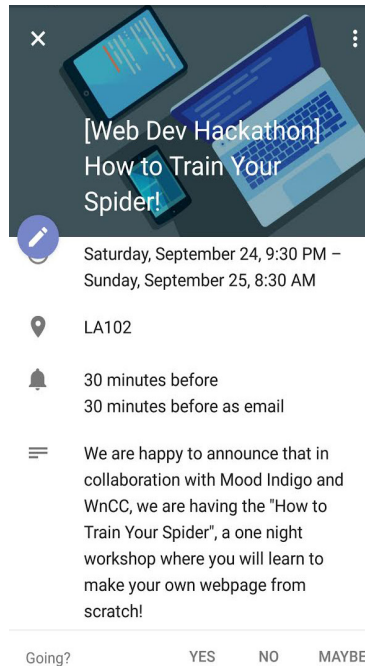 [Web Dev Hackathon]
How to Train Your
Spider!
Saturday, September 24, 9:30 PM –
Sunday, September 25, 8:30 AM
LA102
30 minutes before
30 minutes before as email
We are happy to announce that in
collaboration with Mood Indigo and
WnCC, we are having the "How to
Train Your Spider", a one night
workshop where you will learn to
make your own webpage from
scratch!
Going? YES NO MAYBE